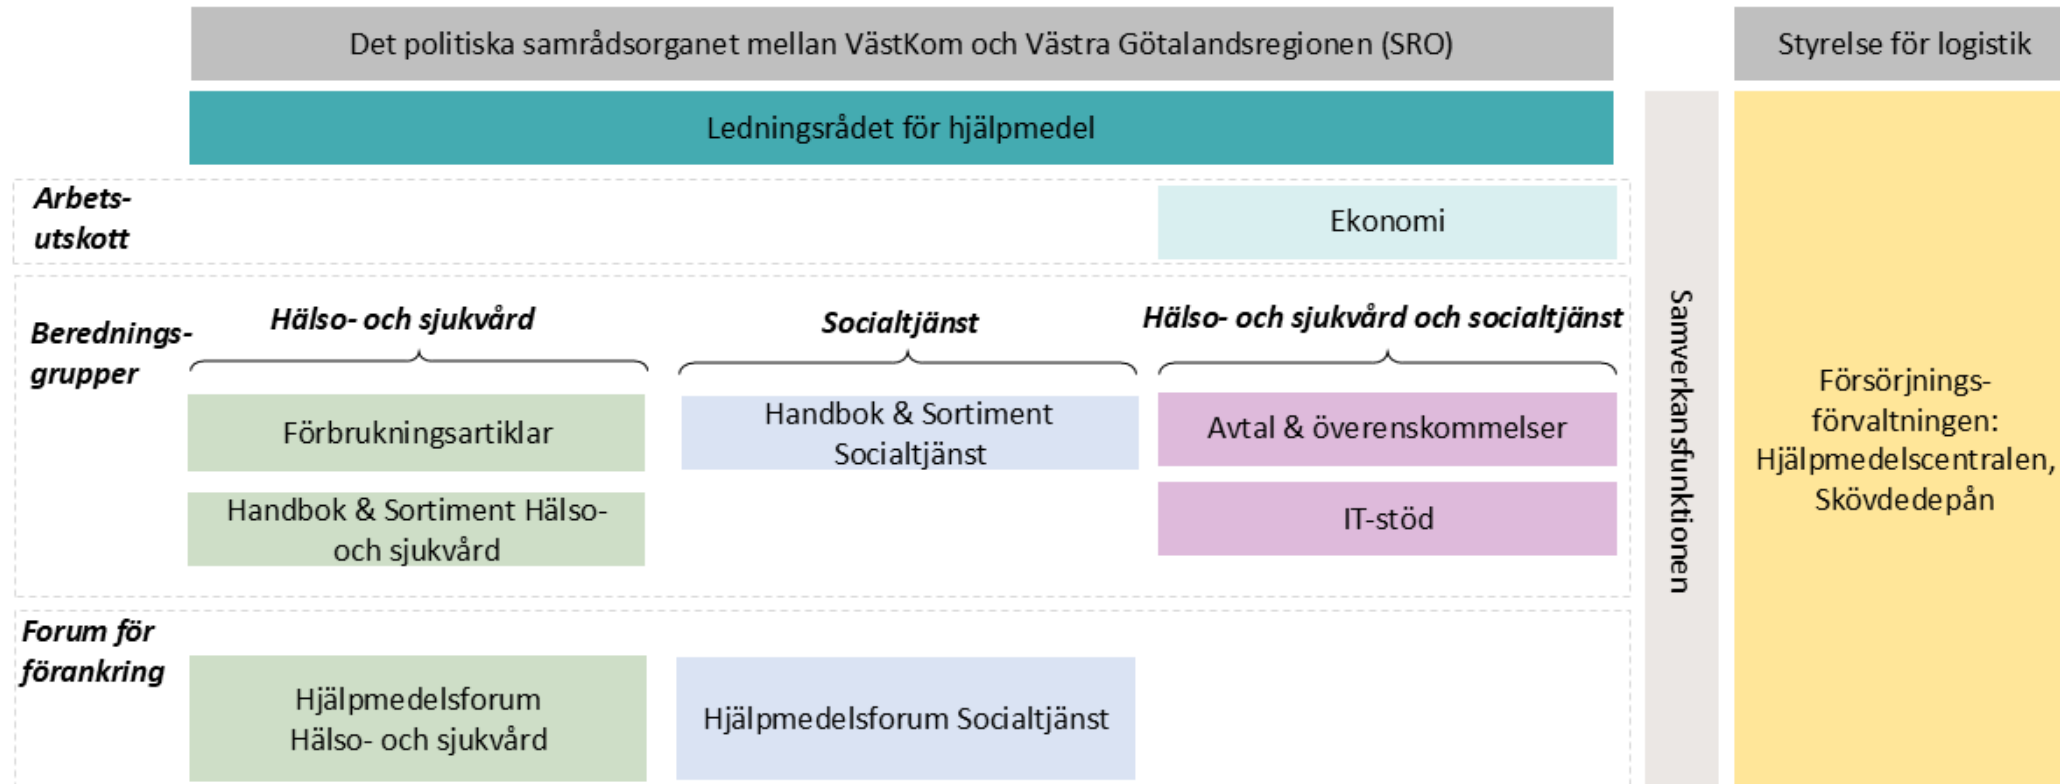 Det politiska samrådsorganet mellan VästKom och Västra Götalandsregionen (SRO)
Styrelse för logistik
Ledningsrådet för hjälpmedel
Arbets-
utskott
Ekonomi
Berednings-
grupper
Hälso- och sjukvård
Socialtjänst
Hälso- och sjukvård och socialtjänst
Förbrukningsartiklar
Handbok & Sortiment
Socialtjänst
Avtal & överenskommelser
Handbok & Sortiment Hälso-
och sjukvård
IT-stöd
Forum för
förankring
Hjälpmedelsforum
Hälso- och sjukvård
Hjälpmedelsforum Socialtjänst
Samverkansfunktionen
Försörjnings-
förvaltningen:
Hjälpmedelscentralen,
Skövdedepån